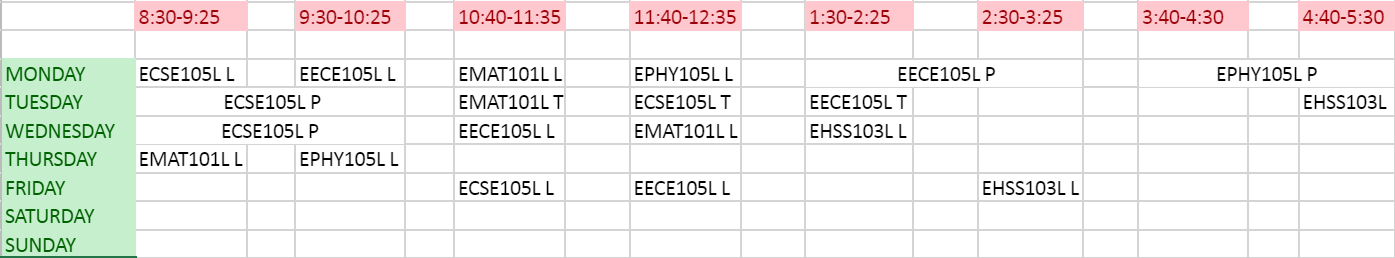 8:30-9:25 9:30-10:25 10:40-11:35 11:40-12:35 1:30-2:25 2:30-3:25 3:40-4:30 4:40-5:30
MONDAY ECSE105L L EECE105L L EMAT101L L EPHY105L L EECE105L P EPHY105L P
TUESDAY ECSE105L P EMAT101L T ECSE105L T EECE105L T EHSS103L
WEDNESDAY ECSE105L P EECE105L L EMAT101L L EHSS103L L
THURSDAY EMAT101L L EPHY105L L
FRIDAY ECSE105L L EECE105L L EHSS103L L
SATURDAY
SUNDAY